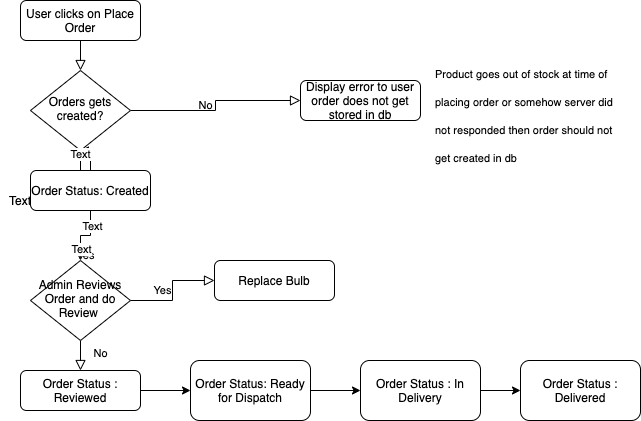 User clicks on Place
Order
Orders gets
created?
No
Display error to user
order does not get
stored in db
Product goes out of stock at time of
placing order or somehow server did
not responded then order should not
get created in db
Text
Order Status: Created
Text
Text
Text
Yes
Admin Reviews
Order and do
Review
Yes
Replace Bulb
No
Order Status :
Reviewed
Order Status: Ready
for Dispatch
Order Status : In
Delivery
Order Status :
Delivered